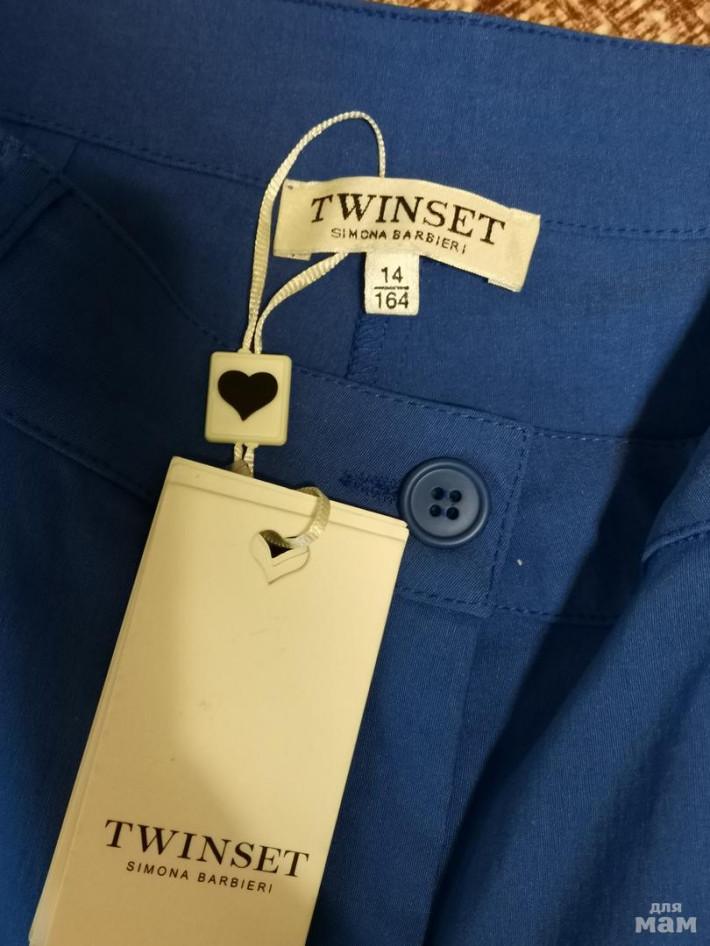 TWINSET
SIMONA BARBIERI
14
164
TWINSET
SIMONA BARBIERI
для
мам